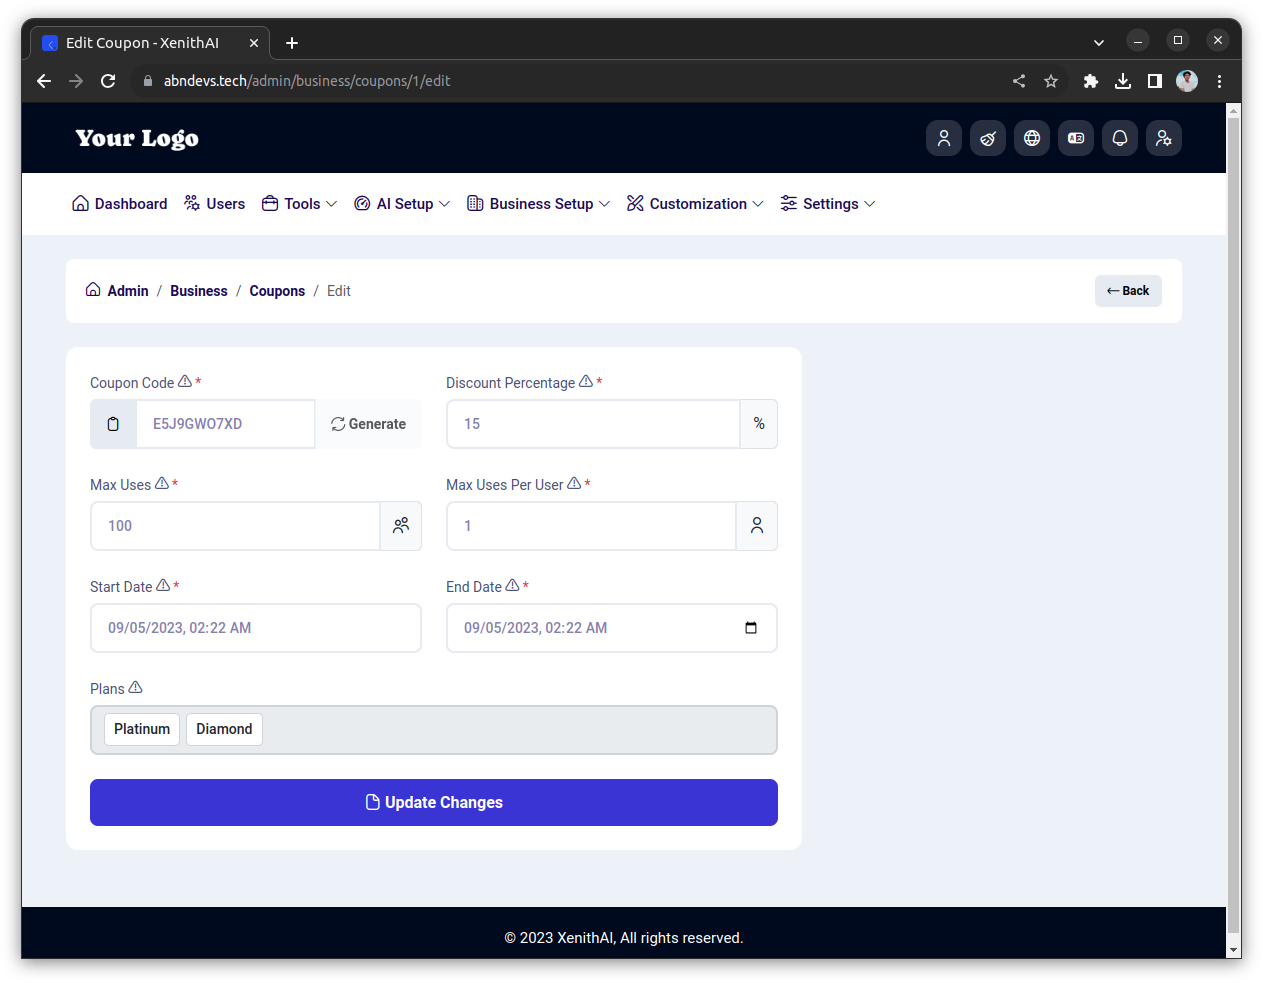 Edit Coupon - XenithAI
abndevs.tech/admin/business/coupons/1/edit
Your Logo
Dashboard Users Tools AI Setup Business Setup Customization Settings
Admin / Business / Coupons / Edit
Back
Coupon Code * Discount Percentage *
E5J9GWO7XD Generate 15 %
Max Uses * Max Uses Per User *
100 1
Start Date * End Date *
09/05/2023, 02:22 AM 09/05/2023, 02:22 AM
Plans
Platinum Diamond
Update Changes
© 2023 XenithAI, All rights reserved.